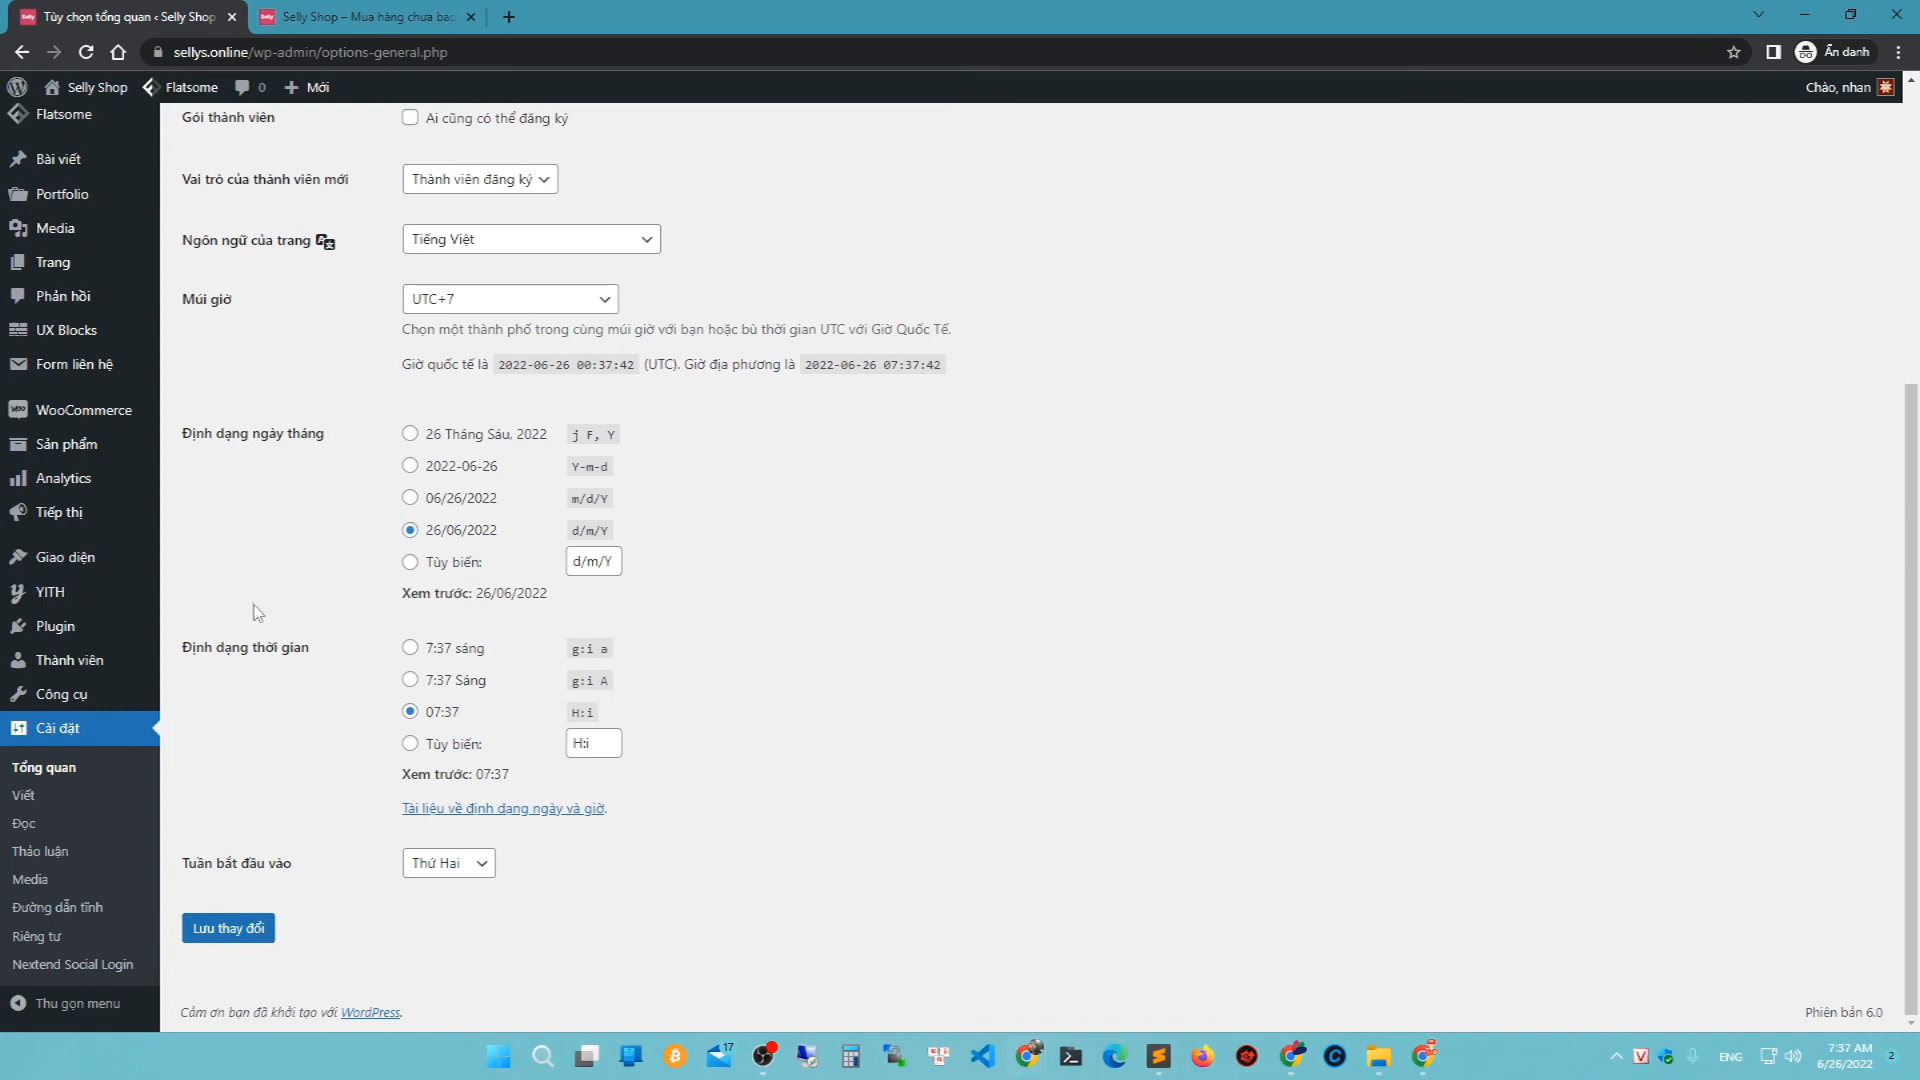 Tùy chọn tổng quan ‹ Selly Shop
Selly Shop – Mua hàng chưa bao
sellys.online/wp-admin/options-general.php
Ẩn danh
Selly Shop
Flatsome
0
Mới
Chào, nhan
Flatsome
Bài viết
Portfolio
Media
Trang
Phản hồi
UX Blocks
Form liên hệ
WooCommerce
Sản phẩm
Analytics
Tiếp thị
Giao diện
YITH
Plugin
Thành viên
Công cụ
Cài đặt
Tổng quan
Viết
Đọc
Thảo luận
Media
Đường dẫn tĩnh
Riêng tư
Nextend Social Login
Thu gọn menu
Gói thành viên
Ai cũng có thể đăng ký
Vai trò của thành viên mới
Thành viên đăng ký
Ngôn ngữ của trang
Tiếng Việt
Múi giờ
UTC+7
Chọn một thành phố trong cùng múi giờ với bạn hoặc bù thời gian UTC với Giờ Quốc Tế.
Giờ quốc tế là 2022-06-26 00:37:42 (UTC). Giờ địa phương là 2022-06-26 07:37:42
Định dạng ngày tháng
26 Tháng Sáu, 2022 j F, Y
2022-06-26 Y-m-d
06/26/2022 m/d/Y
26/06/2022 d/m/Y
Tùy biến: d/m/Y
Xem trước: 26/06/2022
Định dạng thời gian
7:37 sáng g:i a
7:37 Sáng g:i A
07:37 H:i
Tùy biến: H:i
Xem trước: 07:37
Tài liệu về định dạng ngày và giờ.
Tuần bắt đầu vào
Thứ Hai
Lưu thay đổi
Cảm ơn bạn đã khởi tạo với WordPress.
Phiên bản 6.0
17
ENG
7:37 AM
6/26/2022
2